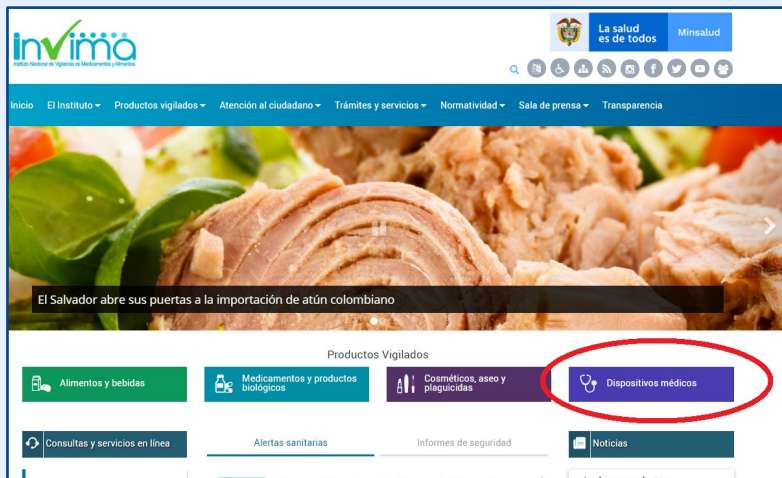 invima
Instituto Nacional de Vigilancia de Medicamentos y Alimentos
La salud
es de todos
Minsalud
Inicio El Instituto Productos vigilados Atención al ciudadano Trámites y servicios Normatividad Sala de prensa Transparencia
El Salvador abre sus puertas a la importación de atún colombiano
Productos Vigilados
Alimentos y bebidas
Medicamentos y productos
biológicos
Cosméticos, aseo y
plaguicidas
Dispositivos médicos
Consultas y servicios en línea
Alertas sanitarias
Informes de seguridad
Noticias